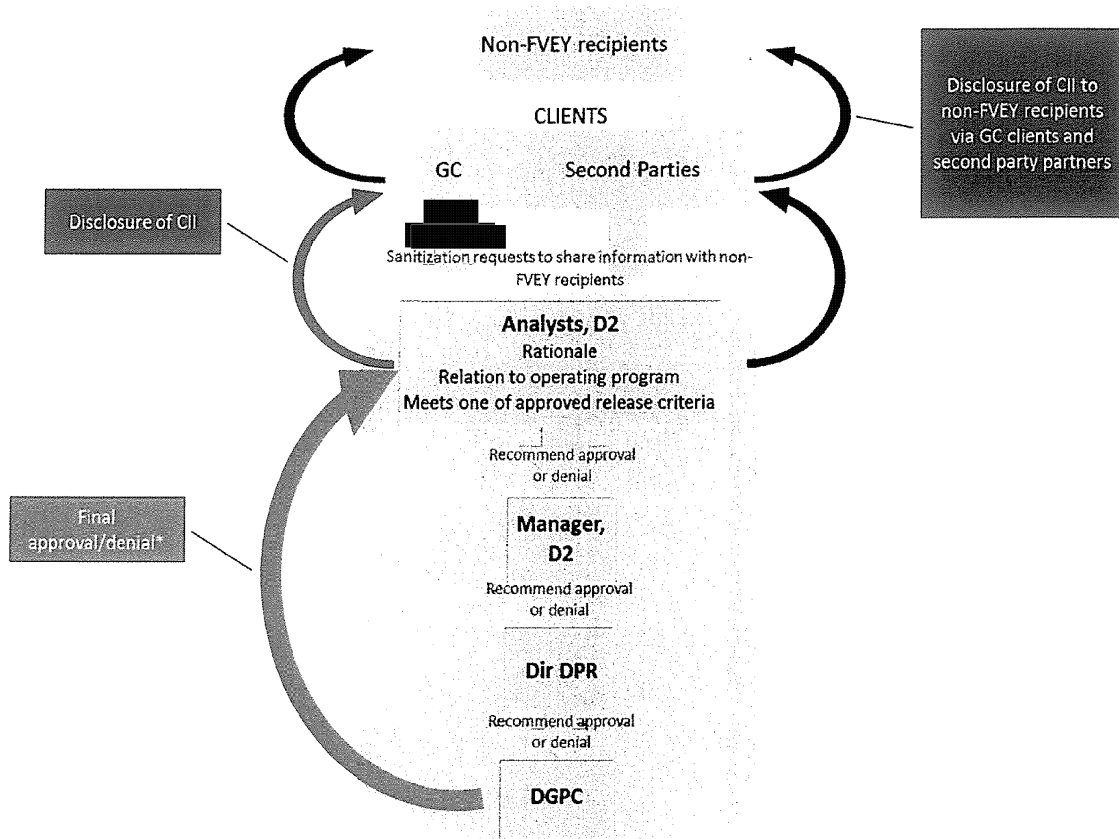 Non-FVEY recipients
CLIENTS
GC
Second Parties
Disclosure of CII to
non-FVEY recipients
via GC clients and
second party partners
Disclosure of CII
Sanitization requests to share information with non-
FVEY recipients
Analysts, D2
Rationale
Relation to operating program
Meets one of approved release criteria
Recommend approval
or denial
Manager,
D2
Recommend approval
or denial
Final
approval/denial*
Dir DPR
Recommend approval
or denial
DGPC